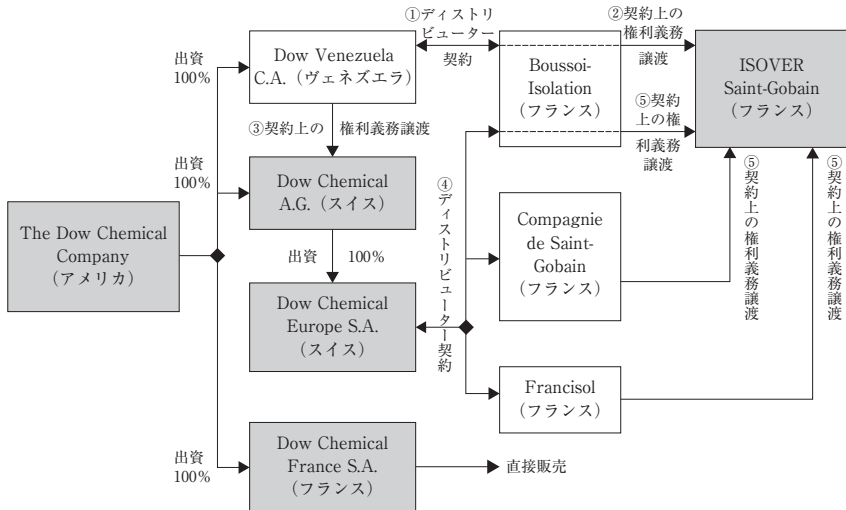 ①ディストリ
ビューター
契約
②契約上の
権利義務
譲渡
出資
100%
Dow Venezuela
C.A.（ヴェネズエラ）
Boussoi-
Isolation
（フランス）
ISOVER
Saint-Gobain
（フランス）
③契約上の
権利義務譲渡
⑤契約
上の権
利義務
譲渡
出資
100%
Dow Chemical
A.G.（スイス）
④ディストリビューター契約
⑤契約上の権利義務譲渡
⑤契約上の権利義務譲渡
The Dow Chemical
Company
（アメリカ）
出資
100%
Compagnie
de Saint-
Gobain
（フランス）
Dow Chemical
Europe S.A.
（スイス）
Francisol
（フランス）
出資
100%
Dow Chemical
France S.A.
（フランス）
直接販売